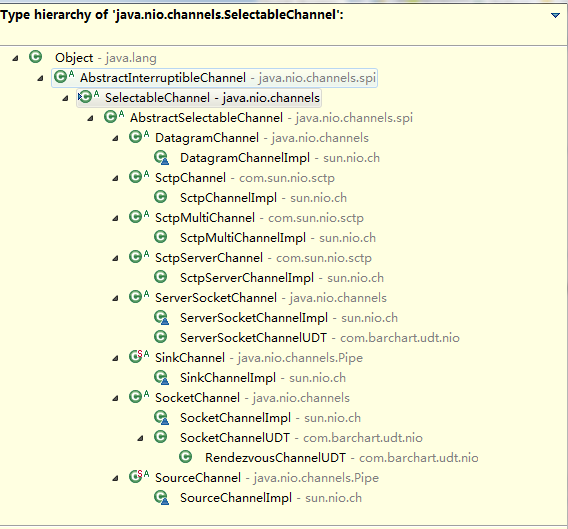 Type hierarchy of 'java.nio.channels.SelectableChannel':
Object - java.lang
AbstractInterruptibleChannel - java.nio.channels.spi
SelectableChannel - java.nio.channels
AbstractSelectableChannel - java.nio.channels.spi
DatagramChannel - java.nio.channels
DatagramChannelImpl - sun.nio.ch
SctpChannel - com.sun.nio.sctp
SctpChannelImpl - sun.nio.ch
SctpMultiChannel - com.sun.nio.sctp
SctpMultiChannelImpl - sun.nio.ch
SctpServerChannel - com.sun.nio.sctp
SctpServerChannelImpl - sun.nio.ch
ServerSocketChannel - java.nio.channels
ServerSocketChannelImpl - sun.nio.ch
ServerSocketChannelUDT - com.barchart.udt.nio
SinkChannel - java.nio.channels.Pipe
SinkChannelImpl - sun.nio.ch
SocketChannel - java.nio.channels
SocketChannelImpl - sun.nio.ch
SocketChannelUDT - com.barchart.udt.nio
RendezvousChannelUDT - com.barchart.udt.nio
SourceChannel - java.nio.channels.Pipe
SourceChannelImpl - sun.nio.ch